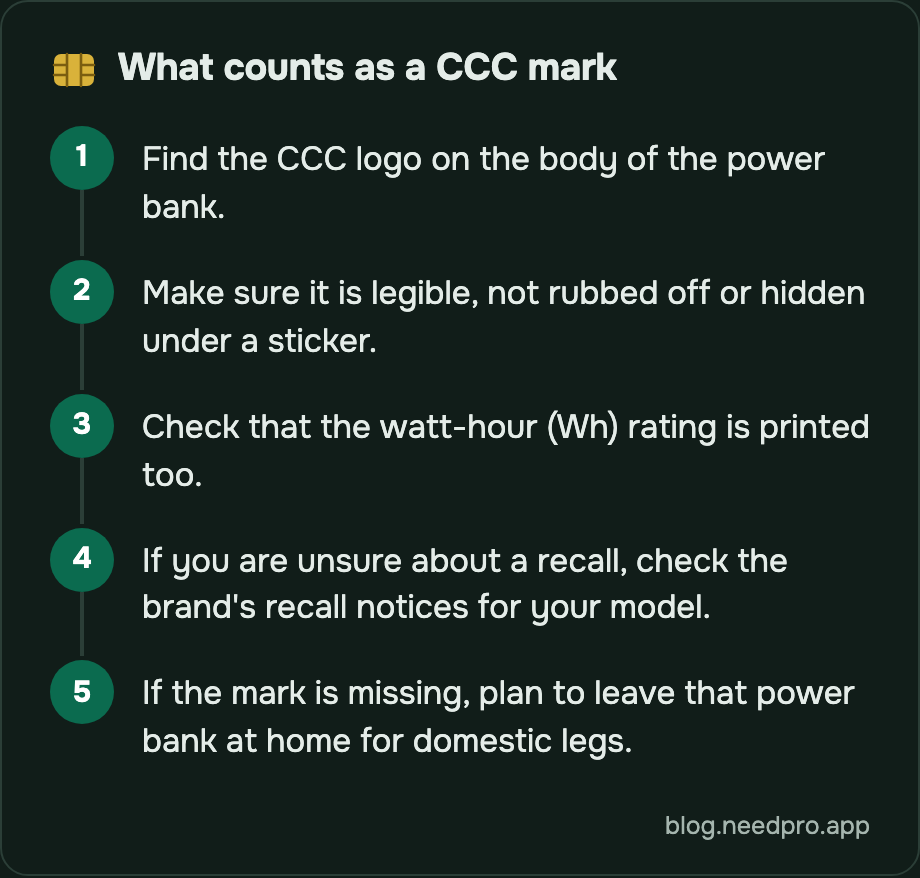 What counts as a CCC mark
1
Find the CCC logo on the body of the power
bank.
2
Make sure it is legible, not rubbed off or hidden
under a sticker.
3
Check that the watt-hour (Wh) rating is printed
too.
4
If you are unsure about a recall, check the
brand's recall notices for your model.
5
If the mark is missing, plan to leave that power
bank at home for domestic legs.
blog.needpro.app